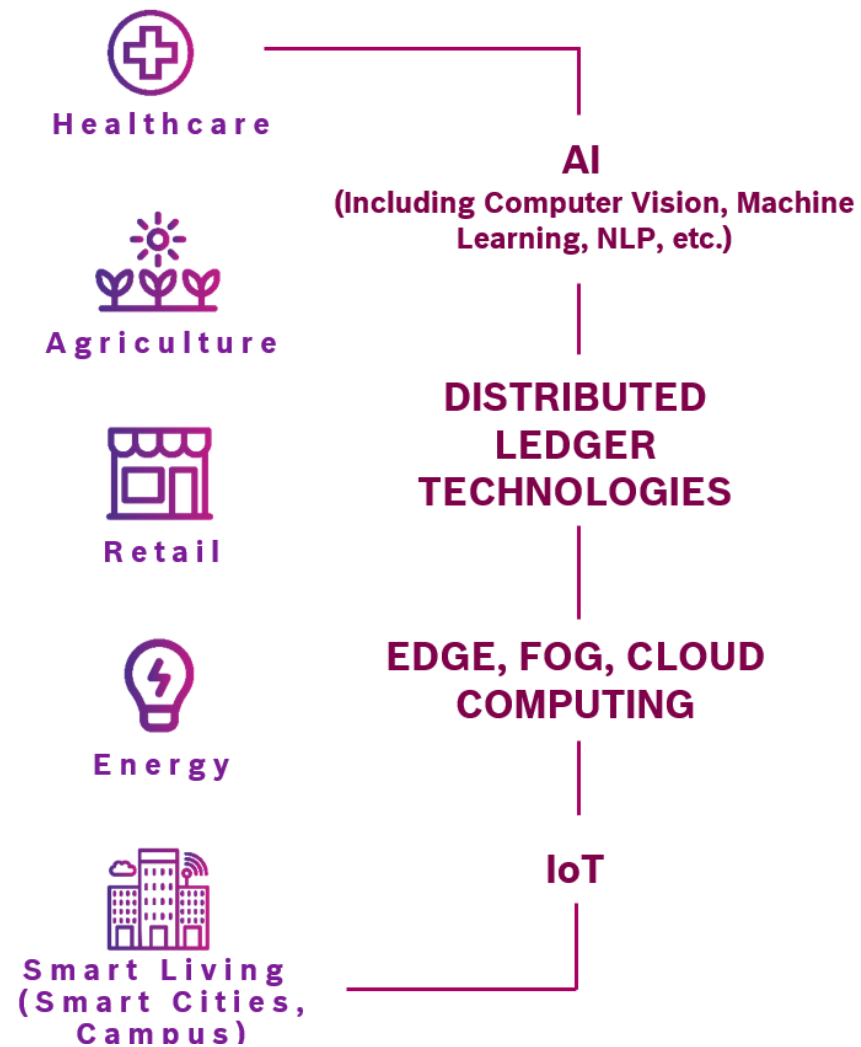 Healthcare
AI
(Including Computer Vision, Machine
Learning, NLP, etc.)
Agriculture
DISTRIBUTED
LEDGER
TECHNOLOGIES
Retail
EDGE, FOG, CLOUD
COMPUTING
Energy
IoT
Smart Living
(Smart Cities,
Campus)